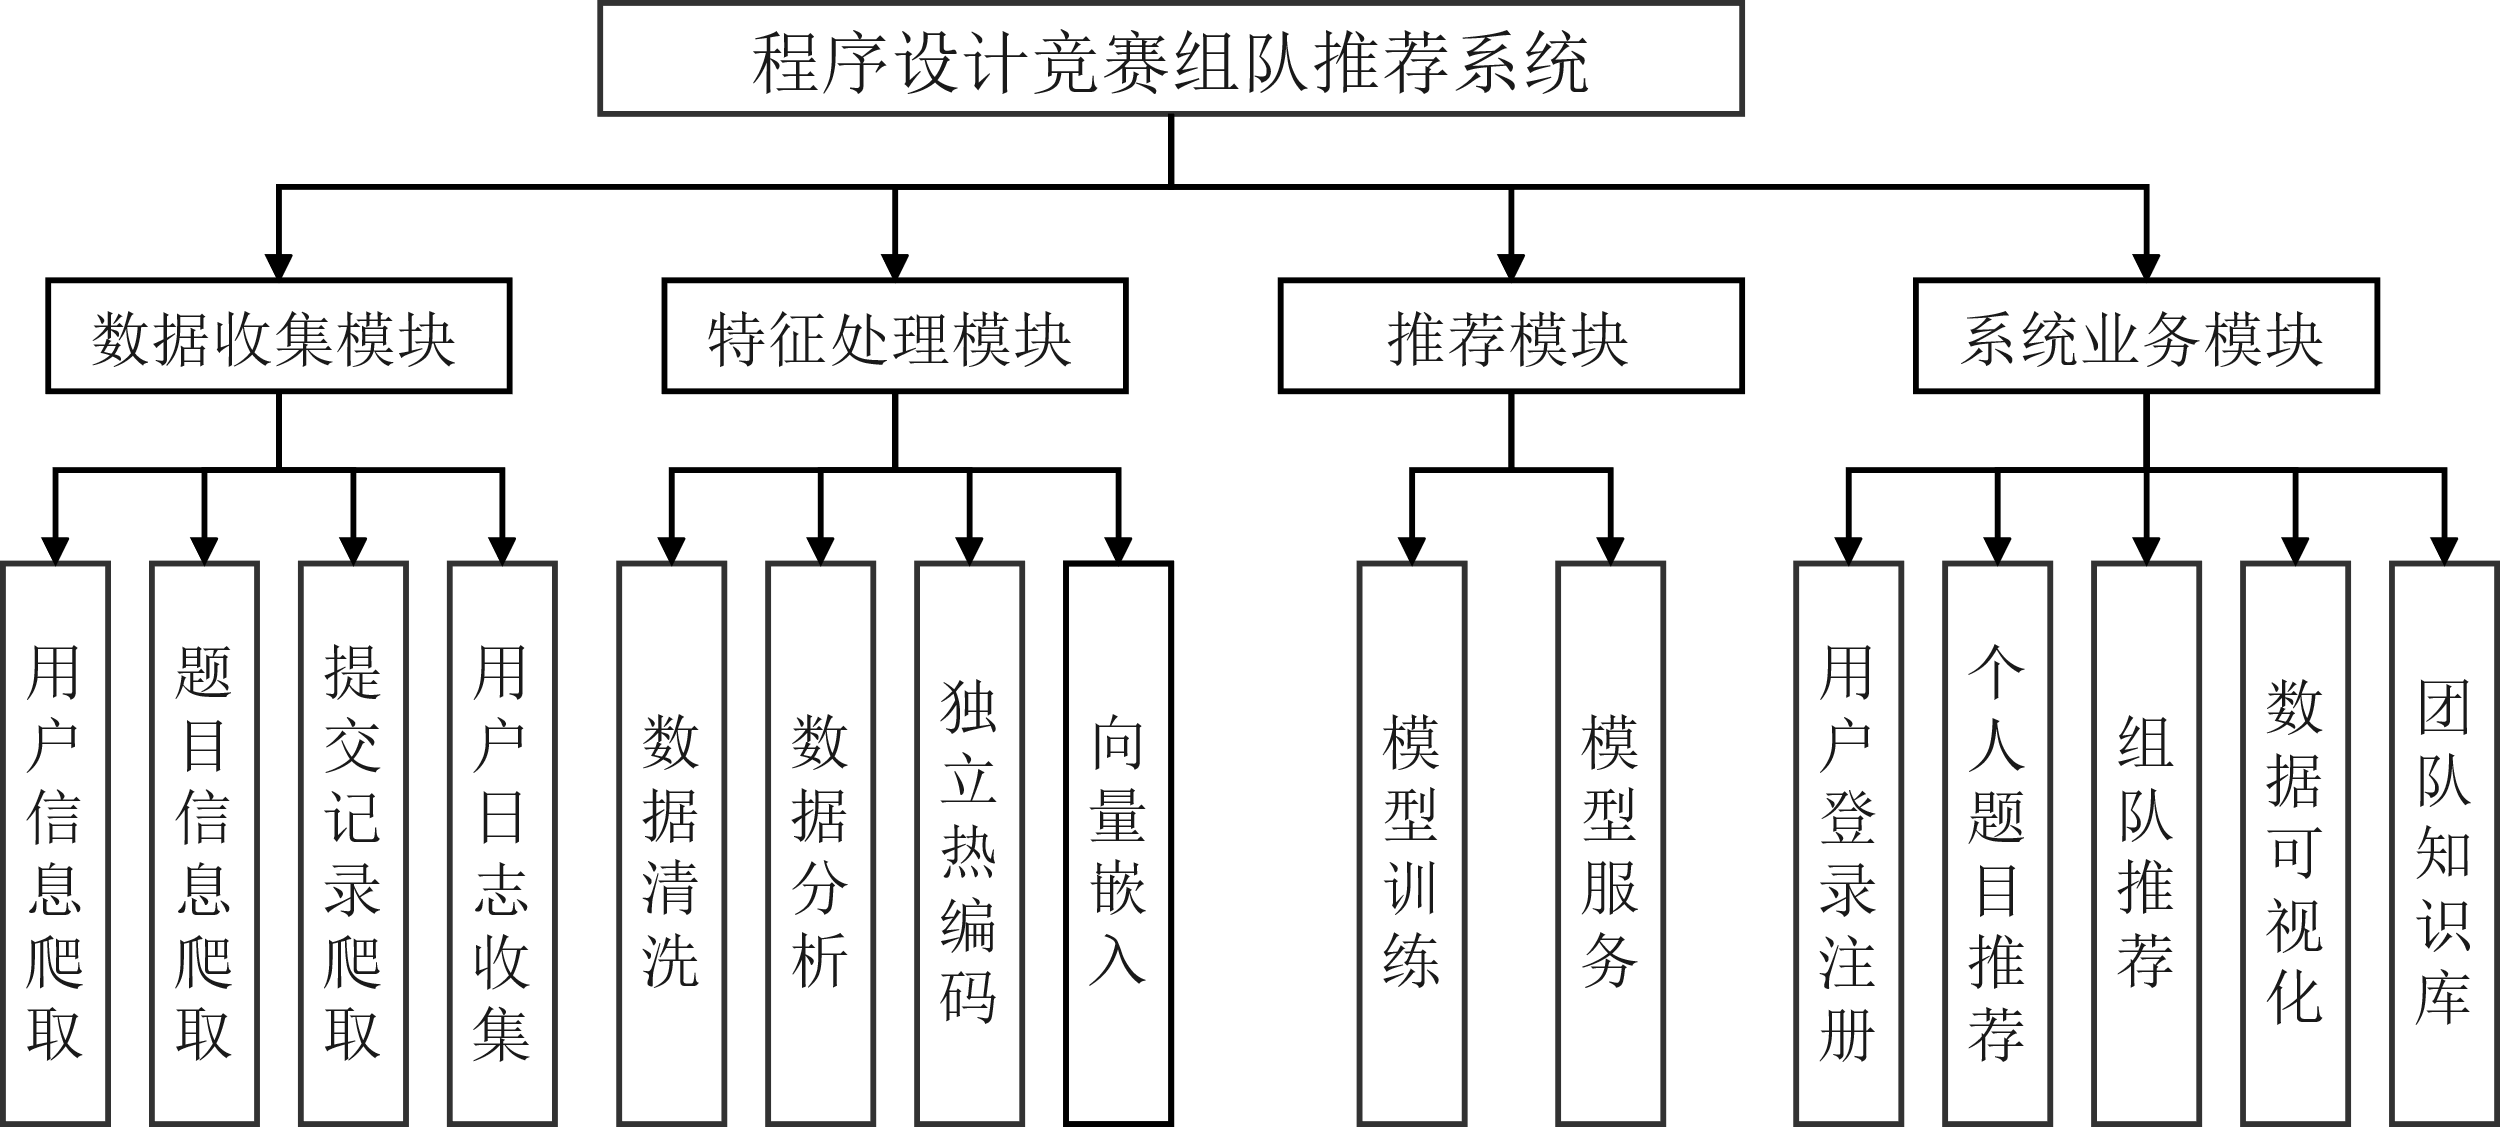 程序设计竞赛组队推荐系统
数据收集模块
特征处理模块
推荐模块
系统业务模块
用户信息爬取
题目信息爬取
提交记录爬取
用户日志收集
数据清洗
数据分析
独立热编码
向量嵌入
模型训练
模型服务
用户登录注册
个人题目推荐
组队推荐
数据可视化
团队知识库